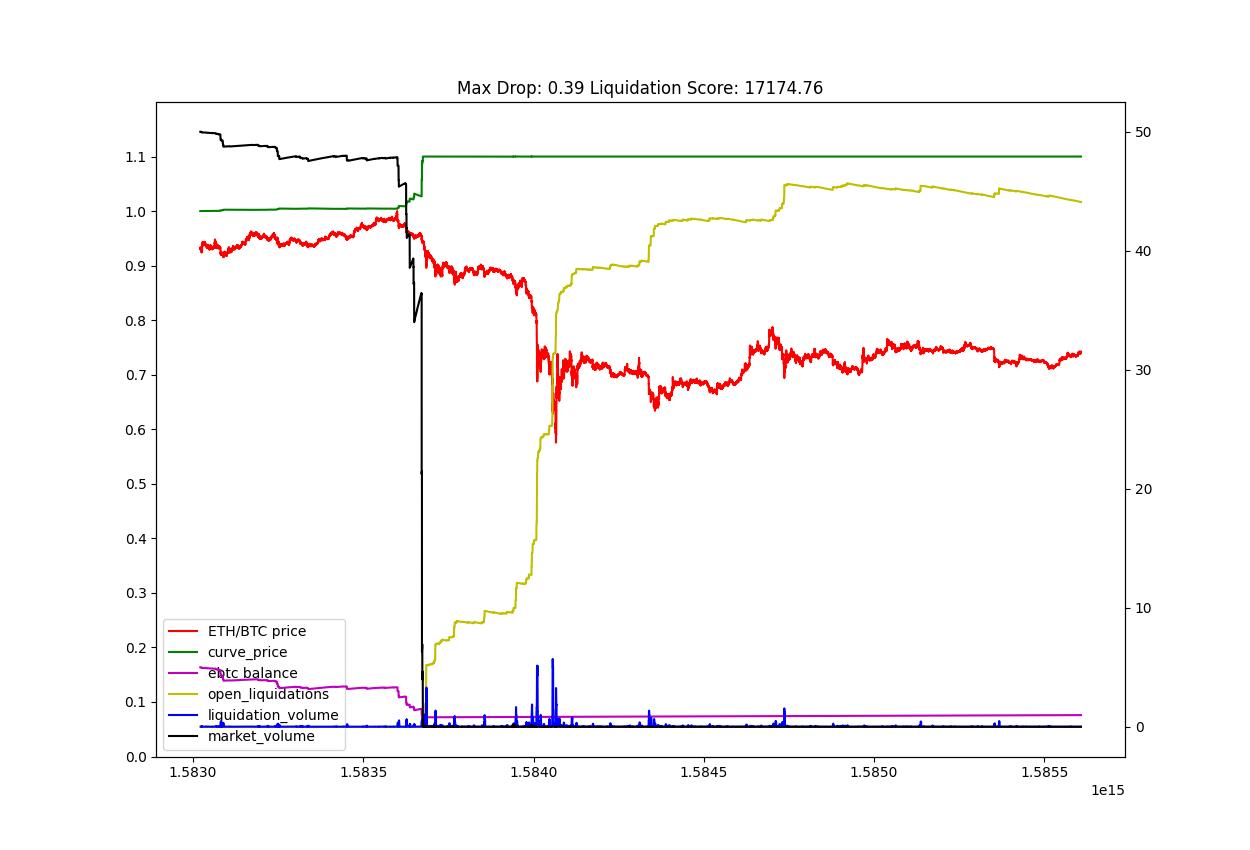 Max Drop: 0.39 Liquidation Score: 17174.76
1.1
1.0
0.9
0.8
0.7
0.6
0.5
0.4
0.3
0.2
0.1
0.0
50
40
30
20
10
0
ETH/BTC price
curve_price
ebtc balance
open_liquidations
liquidation_volume
market_volume
1.5830 1.5835 1.5840 1.5845 1.5850 1.5855
1e15